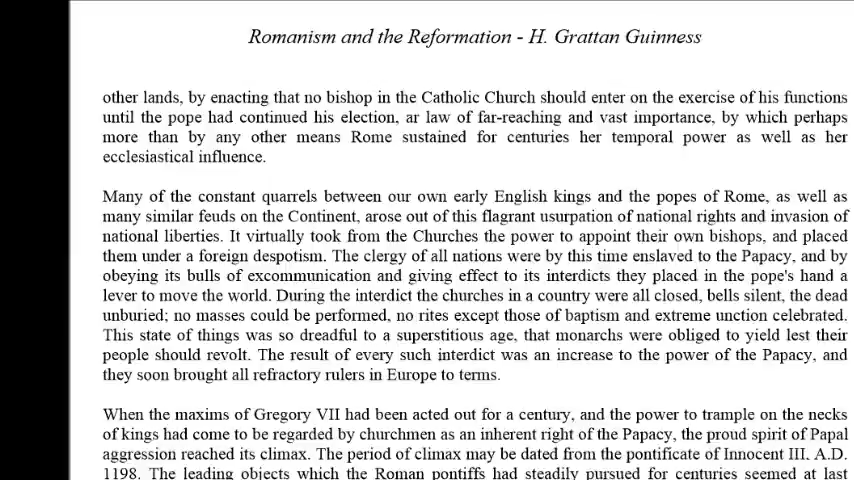 Romanism and the Reformation - H. Grattan Guinness
other lands, by enacting that no bishop in the Catholic Church should enter on the exercise of his functions
until the pope had continued his election, ar law of far-reaching and vast importance, by which perhaps
more than by any other means Rome sustained for centuries her temporal power as well as her
ecclesiastical influence.
Many of the constant quarrels between our own early English kings and the popes of Rome, as well as
many similar feuds on the Continent, arose out of this flagrant usurpation of national rights and invasion of
national liberties. It virtually took from the Churches the power to appoint their own bishops, and placed
them under a foreign despotism. The clergy of all nations were by this time enslaved to the Papacy, and by
obeying its bulls of excommunication and giving effect to its interdicts they placed in the pope's hand a
lever to move the world. During the interdict the churches in a country were all closed, bells silent, the dead
unburied; no masses could be performed, no rites except those of baptism and extreme unction celebrated.
This state of things was so dreadful to a superstitious age, that monarchs were obliged to yield lest their
people should revolt. The result of every such interdict was an increase to the power of the Papacy, and
they soon brought all refractory rulers in Europe to terms.
When the maxims of Gregory VII had been acted out for a century, and the power to trample on the necks
of kings had come to be regarded by churchmen as an inherent right of the Papacy, the proud spirit of Papal
aggression reached its climax. The period of climax may be dated from the pontificate of Innocent III, A.D.
1198. The leading objects which the Roman pontiffs had steadily pursued for centuries seemed at last